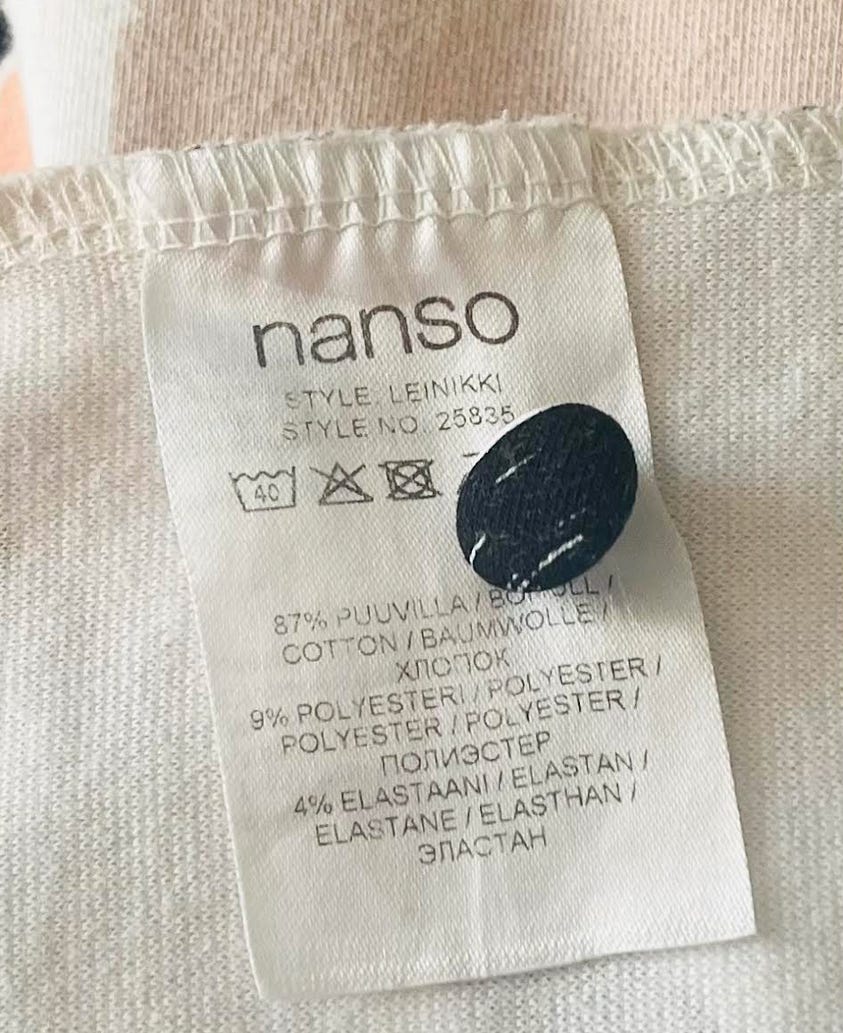 nanso
STYLE: LEINIKKI
STYLE NO. 25835
40
87% PUUVILLA /
COTTON / BAUMWOLLE /
ХЛОПОК
9% POLYESTERI / POLYESTER /
POLYESTER / POLYESTER /
ПОЛИЭСТЕР
4% ELASTAANI / ELASTAN /
ELASTANE / ELASTHAN /
ЭЛАСТАН